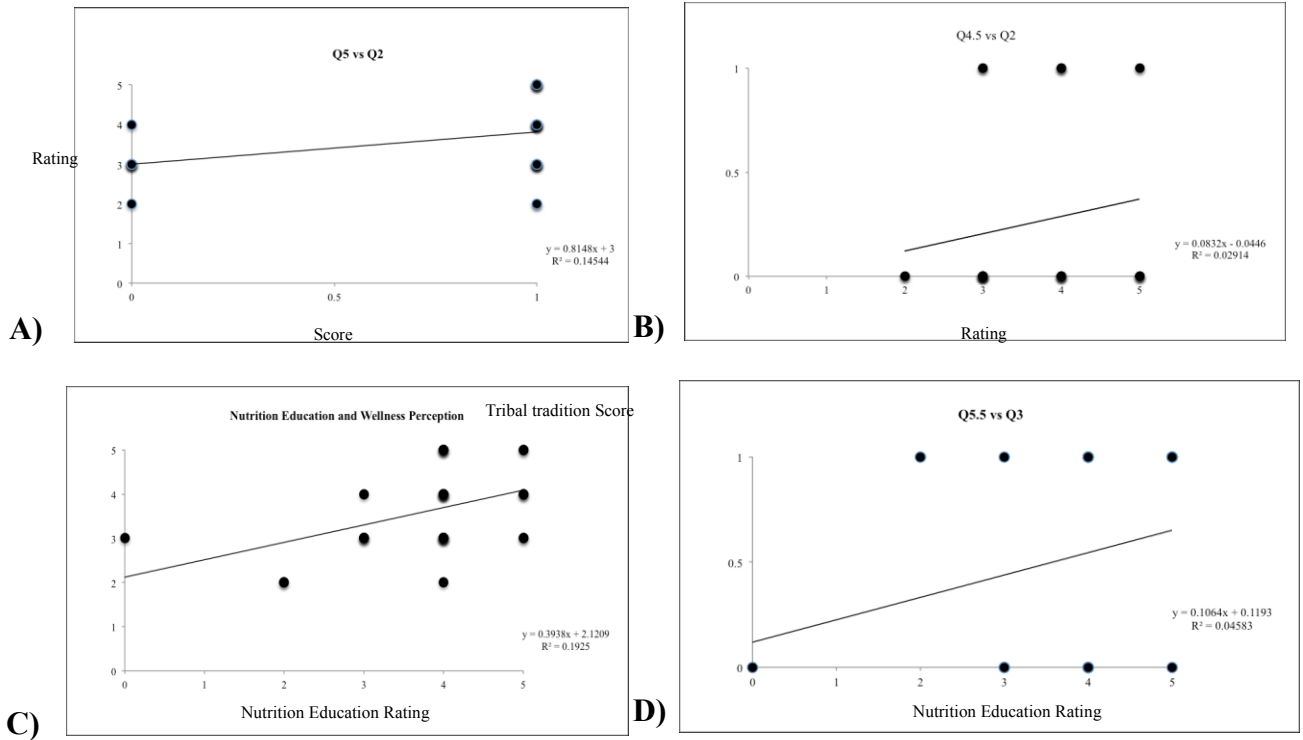 Q5 vs Q2
5
4
Rating
3
2
1
0
0
0.5
1
y = 0.8148x + 3
R² = 0.14544
A)
Score
Q4.5 vs Q2
1
0.5
0
0
1
2
3
4
5
y = 0.0832x - 0.0446
R² = 0.02914
B)
Rating
Nutrition Education and Wellness Perception
5
4
3
2
1
0
0
1
2
3
4
5
y = 0.3938x + 2.1209
R² = 0.1925
C)
Nutrition Education Rating
Tribal tradition Score
Q5.5 vs Q3
1
0.5
0
0
1
2
3
4
5
y = 0.1064x + 0.1193
R² = 0.04583
D)
Nutrition Education Rating